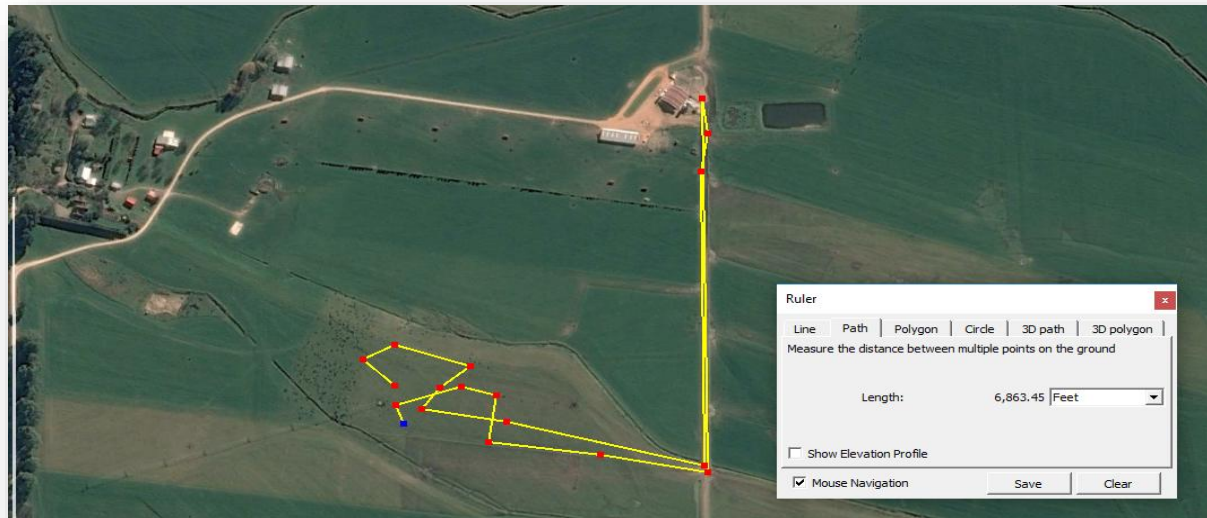 Ruler
Line Path Polygon Circle 3D path 3D polygon
Measure the distance between multiple points on the ground
Length: 6,863.45 Feet
Show Elevation Profile
Mouse Navigation Save Clear